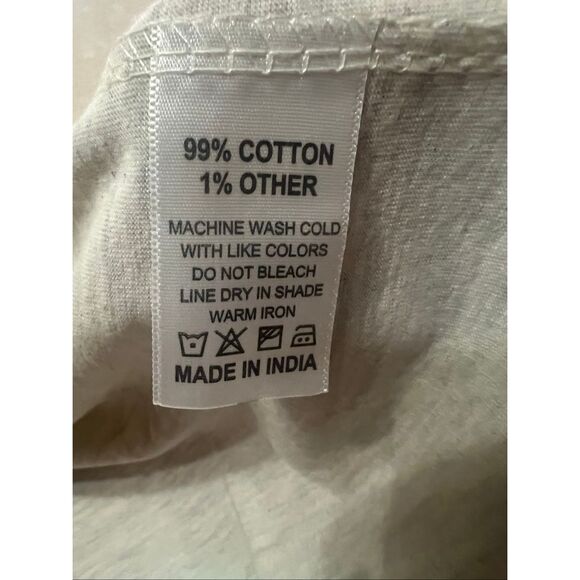 99% COTTON
1% OTHER
MACHINE WASH COLD
WITH LIKE COLORS
DO NOT BLEACH
LINE DRY IN SHADE
WARM IRON
MADE IN INDIA